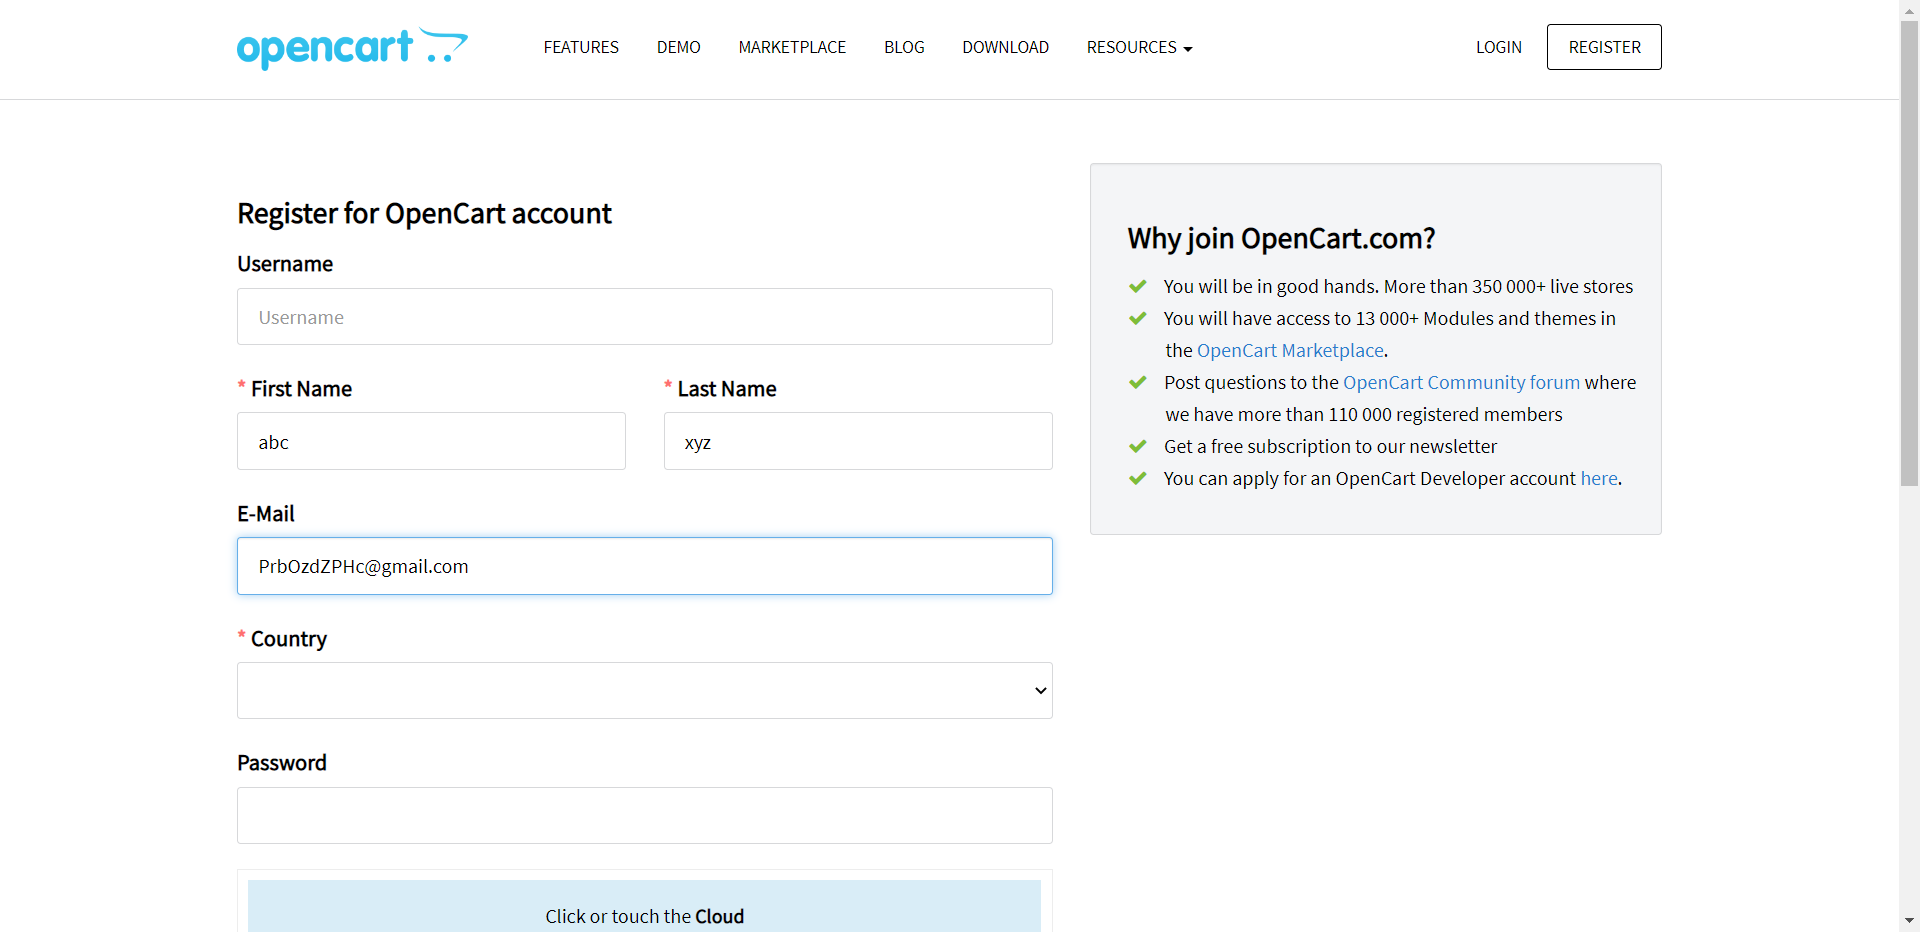 opencart
FEATURES
DEMO
MARKETPLACE
BLOG
DOWNLOAD
RESOURCES
LOGIN
REGISTER
Register for OpenCart account
Username
Username
* First Name
* Last Name
abc
xyz
E-Mail
PrbOzdZPHc@gmail.com
* Country
Password
Click or touch the Cloud
Why join OpenCart.com?
You will be in good hands. More than 350 000+ live stores
You will have access to 13 000+ Modules and themes in
the OpenCart Marketplace.
Post questions to the OpenCart Community forum where
we have more than 110 000 registered members
Get a free subscription to our newsletter
You can apply for an OpenCart Developer account here.